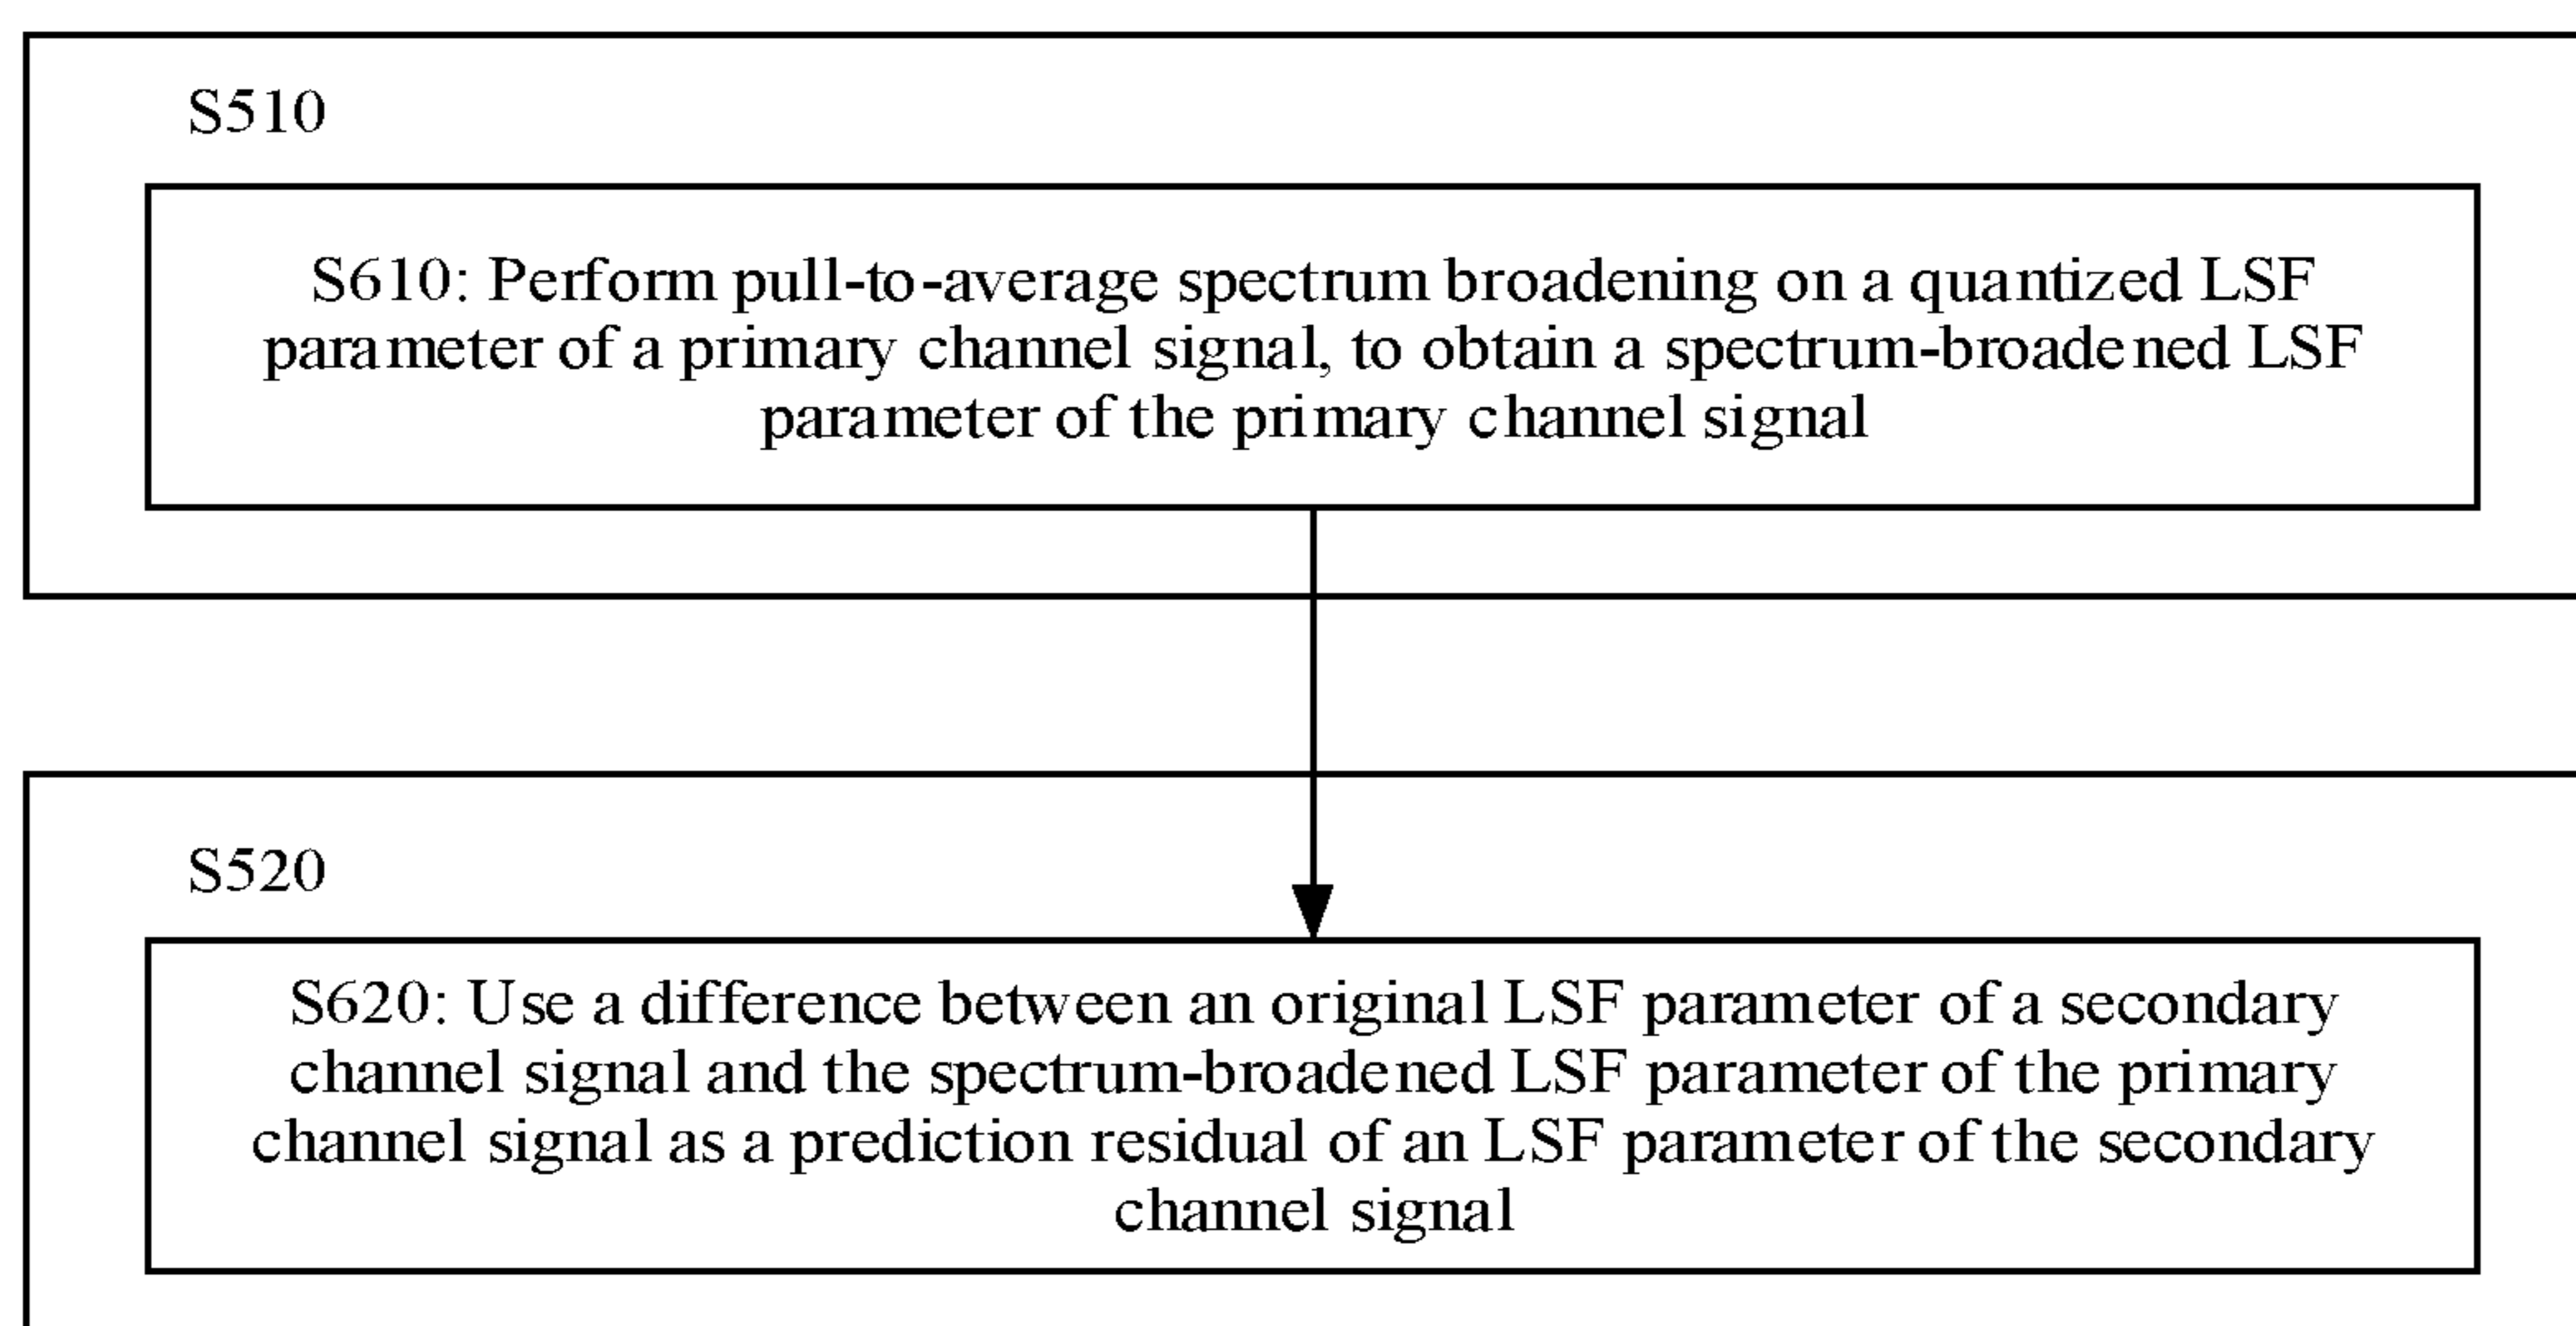 S510
S610: Perform pull-to-average spectrum broadening on a quantized LSF
parameter of a primary channel signal, to obtain a spectrum-broadened LSF
parameter of the primary channel signal
S520
S620: Use a difference between an original LSF parameter of a secondary
channel signal and the spectrum-broadened LSF parameter of the primary
channel signal as a prediction residual of an LSF parameter of the secondary
channel signal